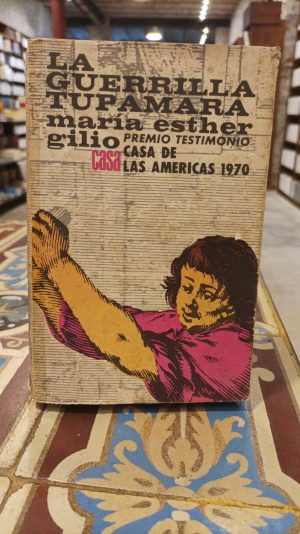 LA
GUERRILLA
TUPAMARA
maría esther
gilio PREMIO TESTIMONIO
casa CASA DE
LAS AMERICAS 1970